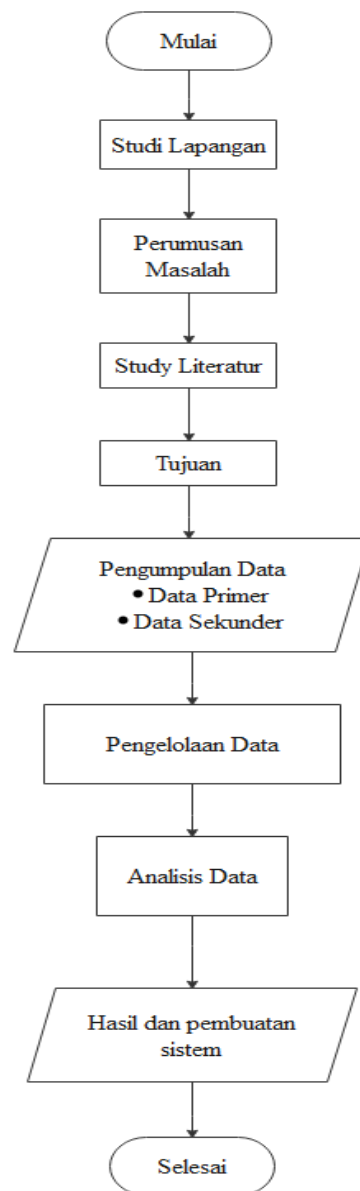 Mulai
Studi Lapangan
Perumusan
Masalah
Study Literatur
Tujuan
Pengumpulan Data
• Data Primer
• Data Sekunder
Pengelolaan Data
Analisis Data
Hasil dan pembuatan
sistem
Selesai